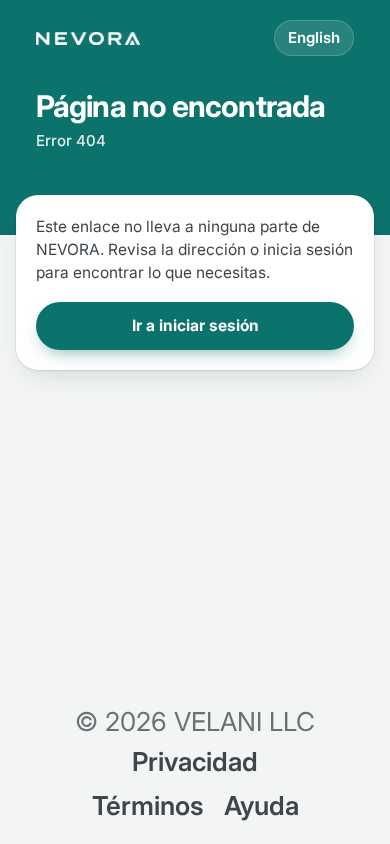 NEVORA
English
Página no encontrada
Error 404
Este enlace no lleva a ninguna parte de
NEVORA. Revisa la dirección o inicia sesión
para encontrar lo que necesitas.
Ir a iniciar sesión
© 2026 VELANI LLC
Privacidad
Términos Ayuda